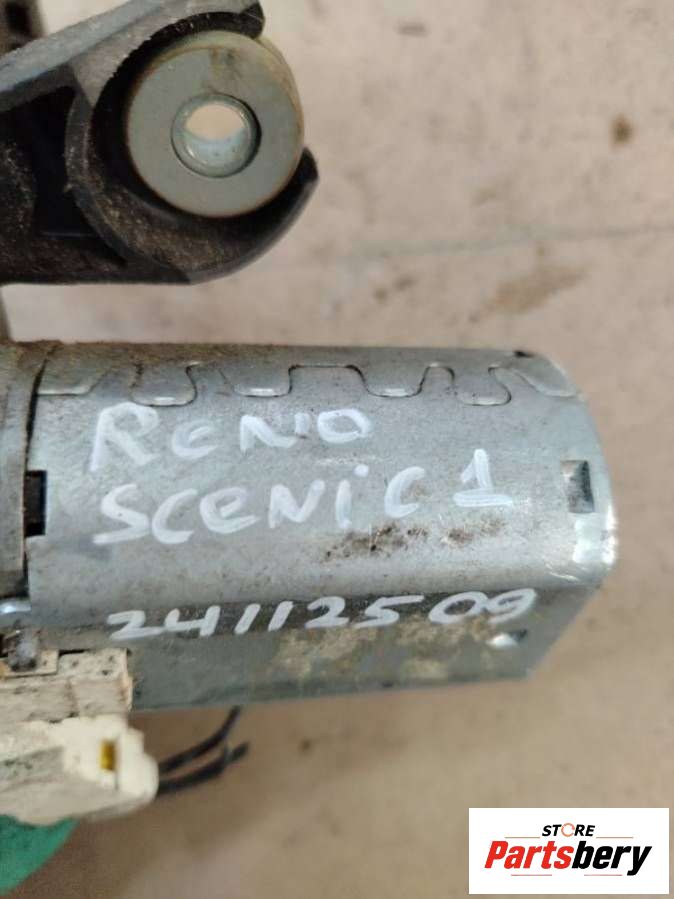 RENO
SCENIC 1
24112509
STORE
Partsbery